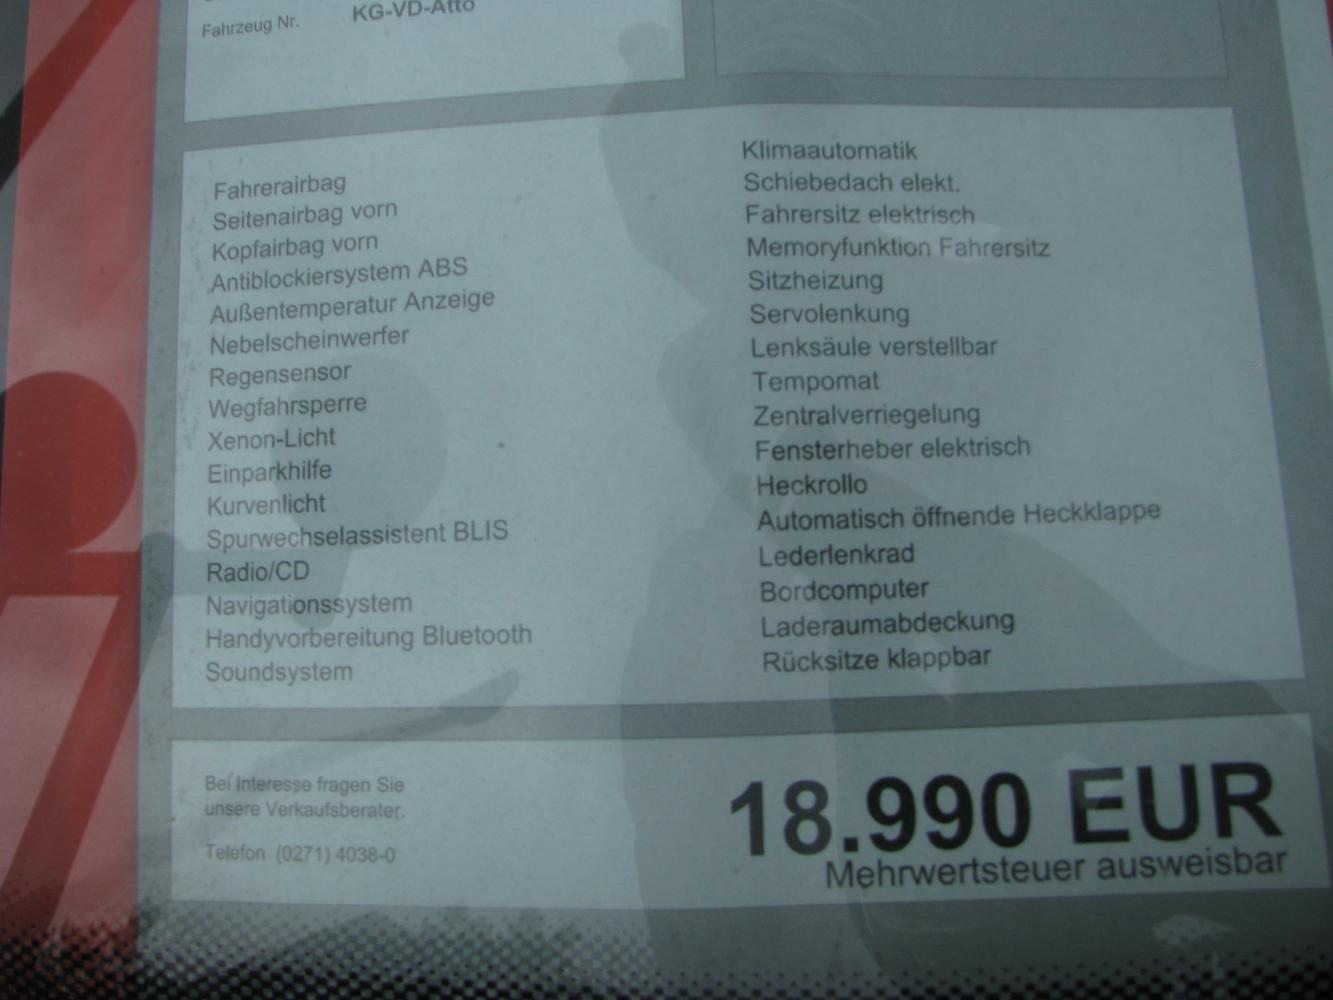 Fahrzeug Nr.
KG-VD-Atto
Fahrerairbag
Seitenairbag vorn
Kopfairbag vorn
Antiblockiersystem ABS
Außentemperatur Anzeige
Nebelscheinwerfer
Regensensor
Wegfahrsperre
Xenon-Licht
Einparkhilfe
Kurvenlicht
Spurwechselassistent BLIS
Radio/CD
Navigationssystem
Handyvorbereitung Bluetooth
Soundsystem
Klimaautomatik
Schiebedach elekt.
Fahrersitz elektrisch
Memoryfunktion Fahrersitz
Sitzheizung
Servolenkung
Lenksäule verstellbar
Tempomat
Zentralverriegelung
Fensterheber elektrisch
Heckrollo
Automatisch öffnende Heckklappe
Lederlenkrad
Bordcomputer
Laderaumabdeckung
Rücksitze klappbar
Bei Interesse fragen Sie
unsere Verkaufsberater.
Telefon (0271) 4038-0
18.990 EUR
Mehrwertsteuer ausweisbar